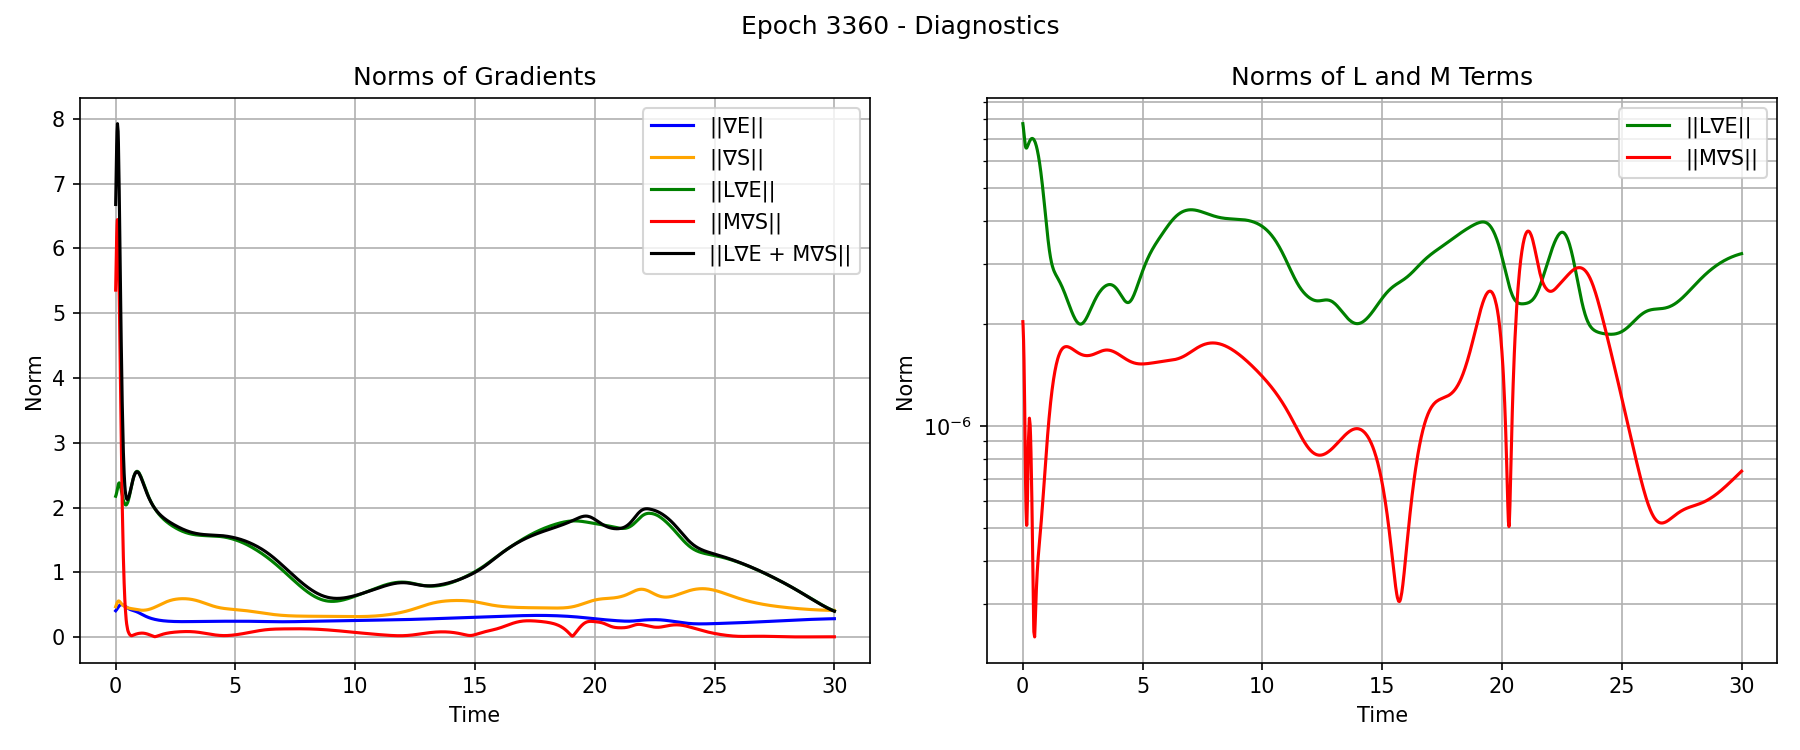 Epoch 3360 - Diagnostics
Norms of Gradients
Norm
8
7
6
5
4
3
2
1
0
||∇E||
||∇S||
||L∇E||
||M∇S||
||L∇E + M∇S||
0 5 10 15 20 25 30
Time
Norms of L and M Terms
Norm
10⁻⁶
||L∇E||
||M∇S||
0 5 10 15 20 25 30
Time